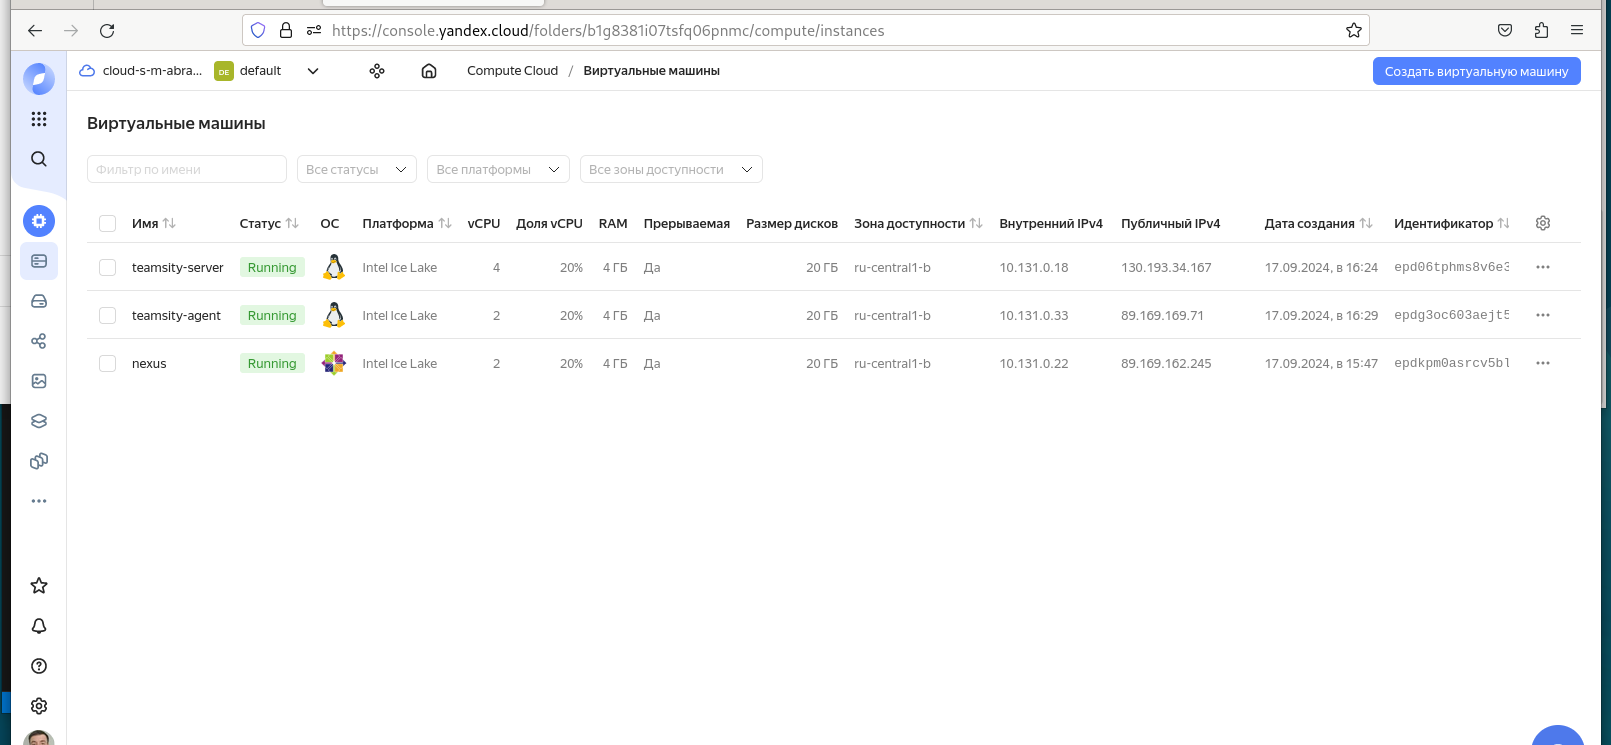 https://console.yandex.cloud/folders/b1g8381i07tsfq06pnmc/compute/instances
cloud-s-m-abra... DE default Compute Cloud / Виртуальные машины Создать виртуальную машину
Виртуальные машины
Фильтр по имени Все статусы Все платформы Все зоны доступности
Имя Статус ОС Платформа vCPU Доля vCPU RAM Прерываемая Размер дисков Зона доступности Внутренний IPv4 Публичный IPv4 Дата создания Идентификатор
teamsity-server Running Intel Ice Lake 4 20% 4 ГБ Да 20 ГБ ru-central1-b 10.131.0.18 130.193.34.167 17.09.2024, в 16:24 epd06tphms8v6e3
teamsity-agent Running Intel Ice Lake 2 20% 4 ГБ Да 20 ГБ ru-central1-b 10.131.0.33 89.169.169.71 17.09.2024, в 16:29 epdg3oc603aejt5
nexus Running Intel Ice Lake 2 20% 4 ГБ Да 20 ГБ ru-central1-b 10.131.0.22 89.169.162.245 17.09.2024, в 15:47 epdkpm0asrcv5bl